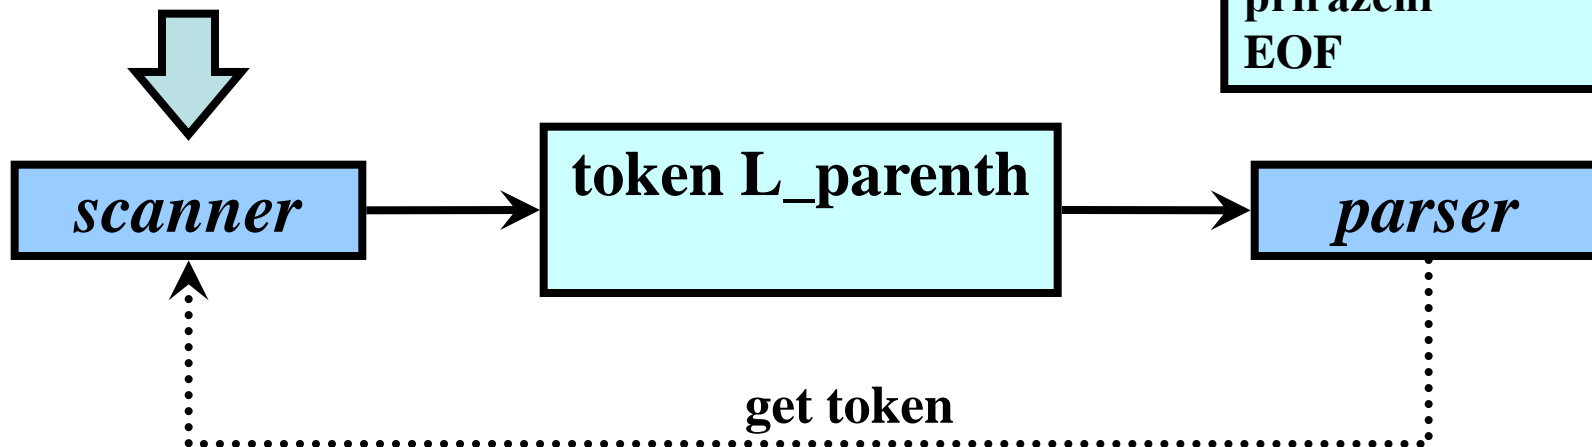 EOF
token L_parenth
scanner
parser
get token